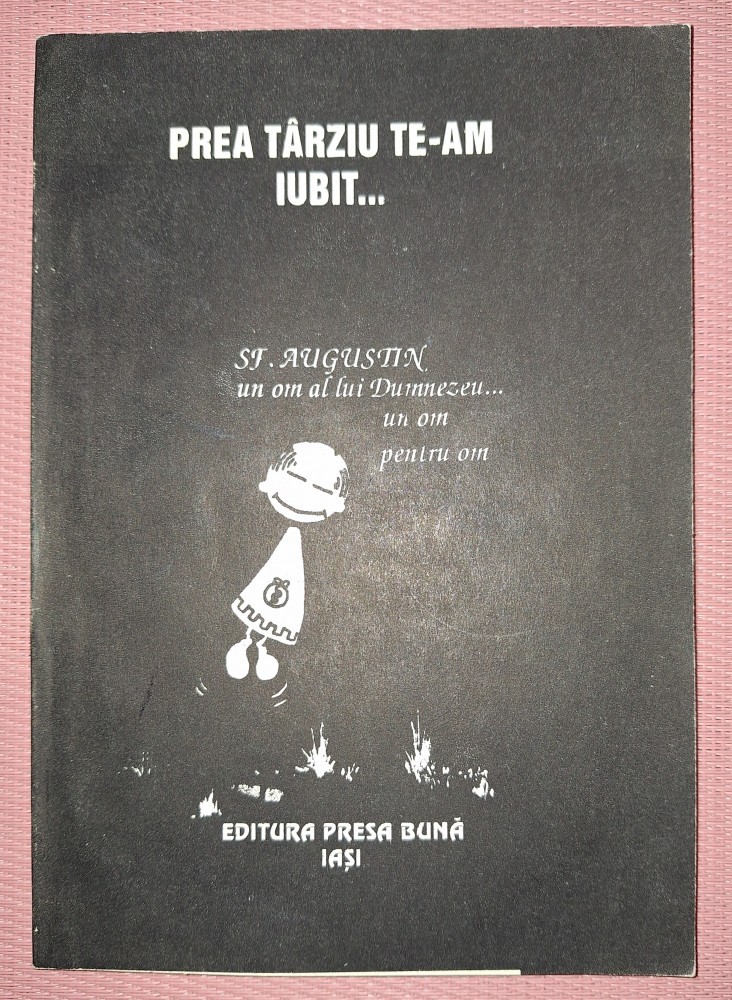 PREA TÂRZIU TE-AM
IUBIT...
SF. AUGUSTIN
un om al lui Dumnezeu...
un om
pentru om
EDITURA PRESA BUNĂ
IAȘI